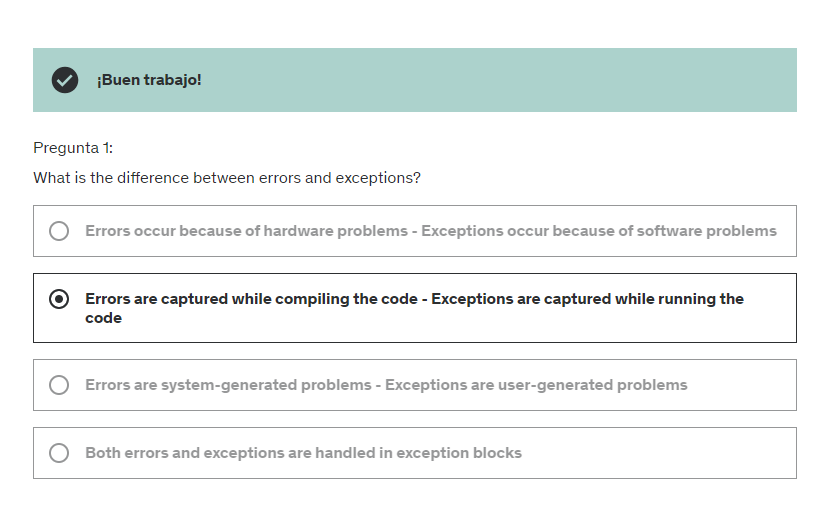 ¡Buen trabajo!
Pregunta 1:
What is the difference between errors and exceptions?
Errors occur because of hardware problems - Exceptions occur because of software problems
Errors are captured while compiling the code - Exceptions are captured while running the
code
Errors are system-generated problems - Exceptions are user-generated problems
Both errors and exceptions are handled in exception blocks